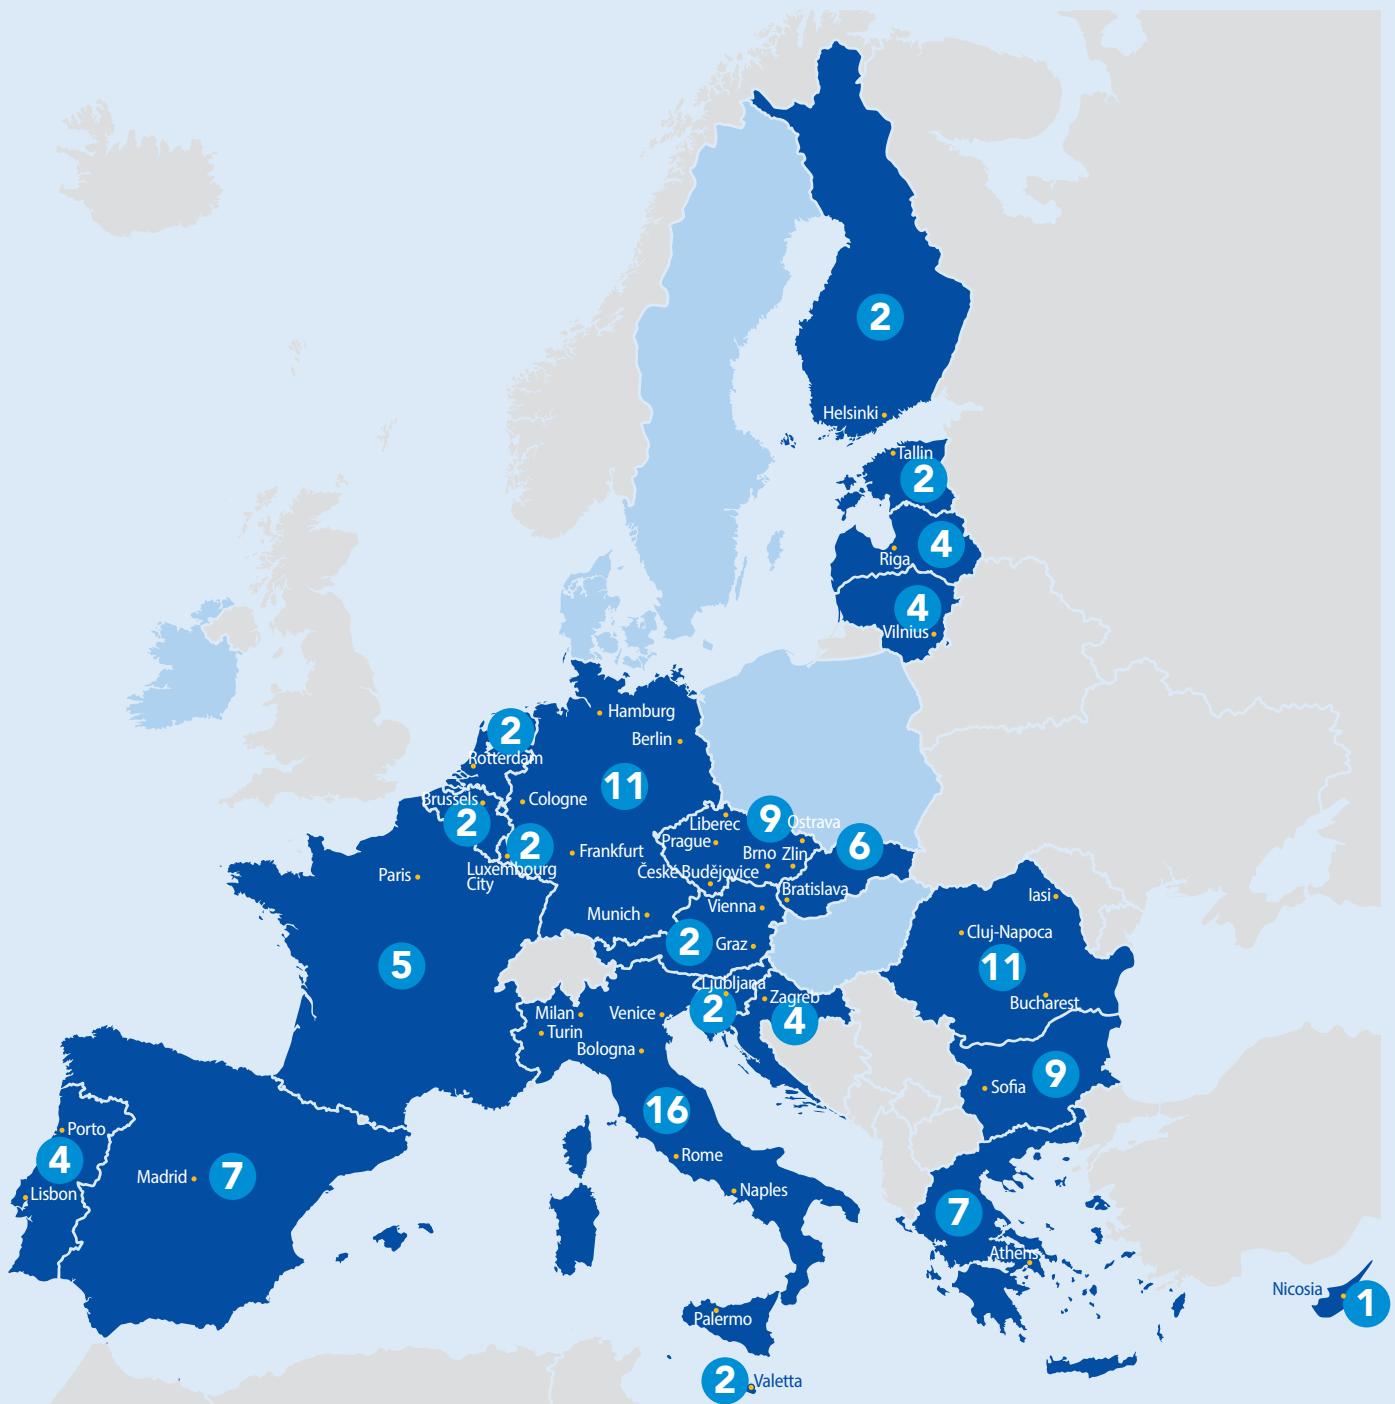 2
Helsinki
Tallin
2
4
Riga
4
Vilnius
Hamburg
2
Berlin
Rotterdam
11
Brussels
Cologne
2
9
Liberec
Ostrava
Prague
6
2
Frankfurt
Brno
Zlin
Luxembourg
City
České Budějovice
Paris
Bratislava
Iasi
Vienna
Munich
Cluj-Napoca
2
Graz
5
11
Ljubljana
Zagreb
Bucharest
2
4
Milan
Venice
Turin
Bologna
9
Sofia
16
Porto
4
Rome
Madrid
7
Lisbon
Naples
7
Athens
Nicosia
1
Palermo
2
Valetta